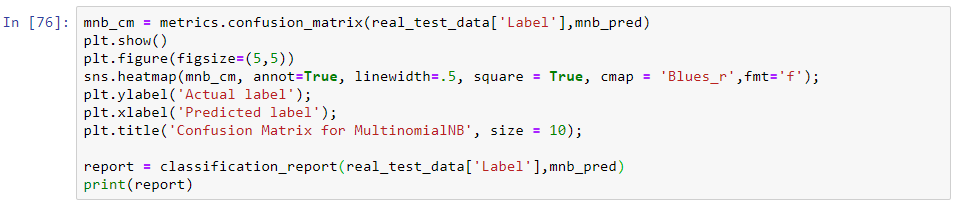 In [76]: mnb_cm = metrics.confusion_matrix(real_test_data['Label'],mnb_pred)
plt.show()
plt.figure(figsize=(5,5))
sns.heatmap(mnb_cm, annot=True, linewidth=.5, square = True, cmap = 'Blues_r',fmt='f');
plt.ylabel('Actual label');
plt.xlabel('Predicted label');
plt.title('Confusion Matrix for MultinomialNB', size = 10);

report = classification_report(real_test_data['Label'],mnb_pred)
print(report)